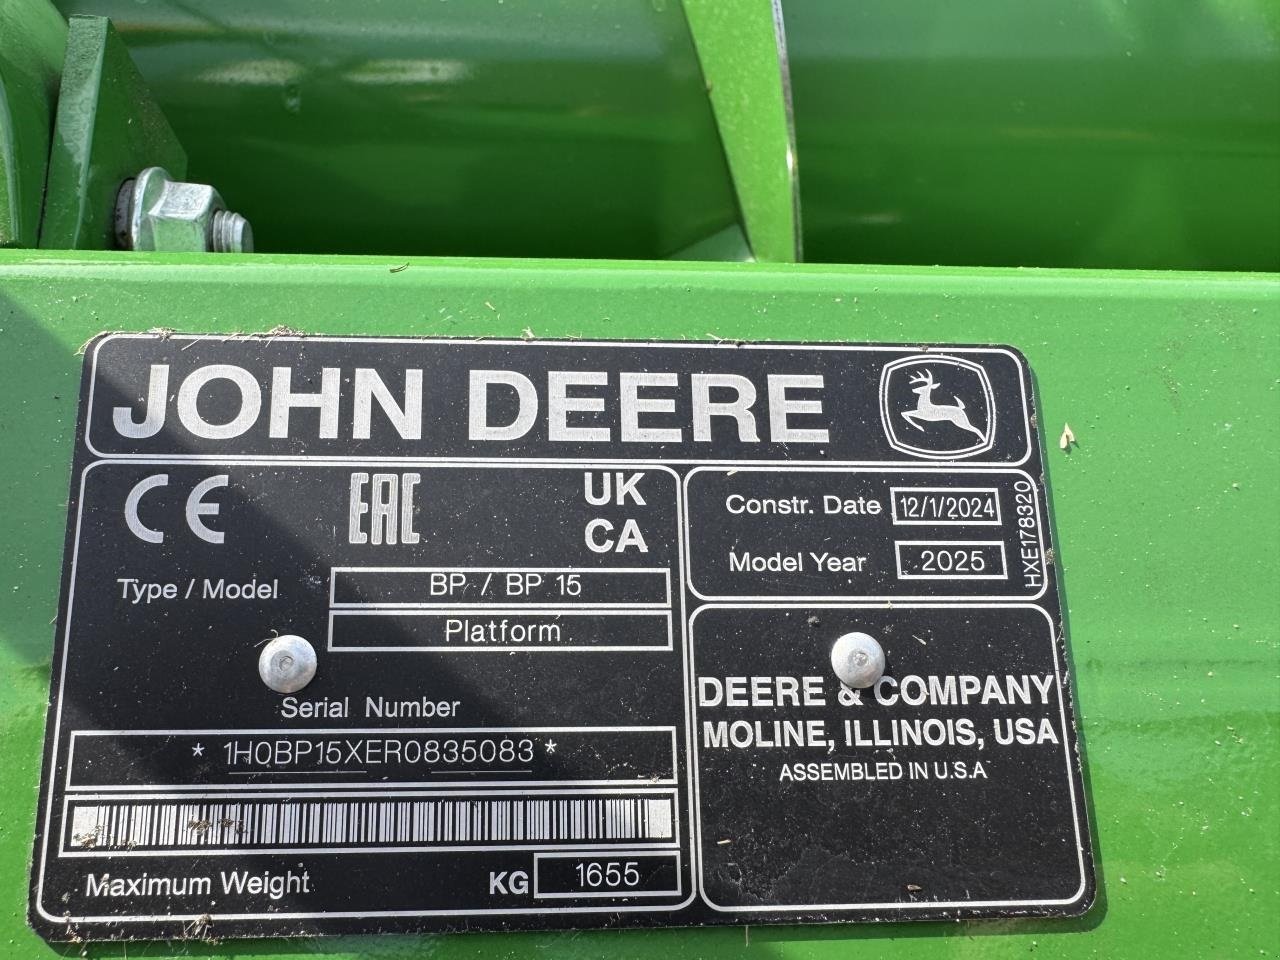 JOHN DEERE
CE EAC UK
CA
Type / Model BP / BP 15
Platform
Serial Number
* 1H0BP15XER0835083 *
Maximum Weight KG 1655
Constr. Date 12/1/2024
Model Year 2025
HXE178320
DEERE & COMPANY
MOLINE, ILLINOIS, USA
ASSEMBLED IN U.S.A